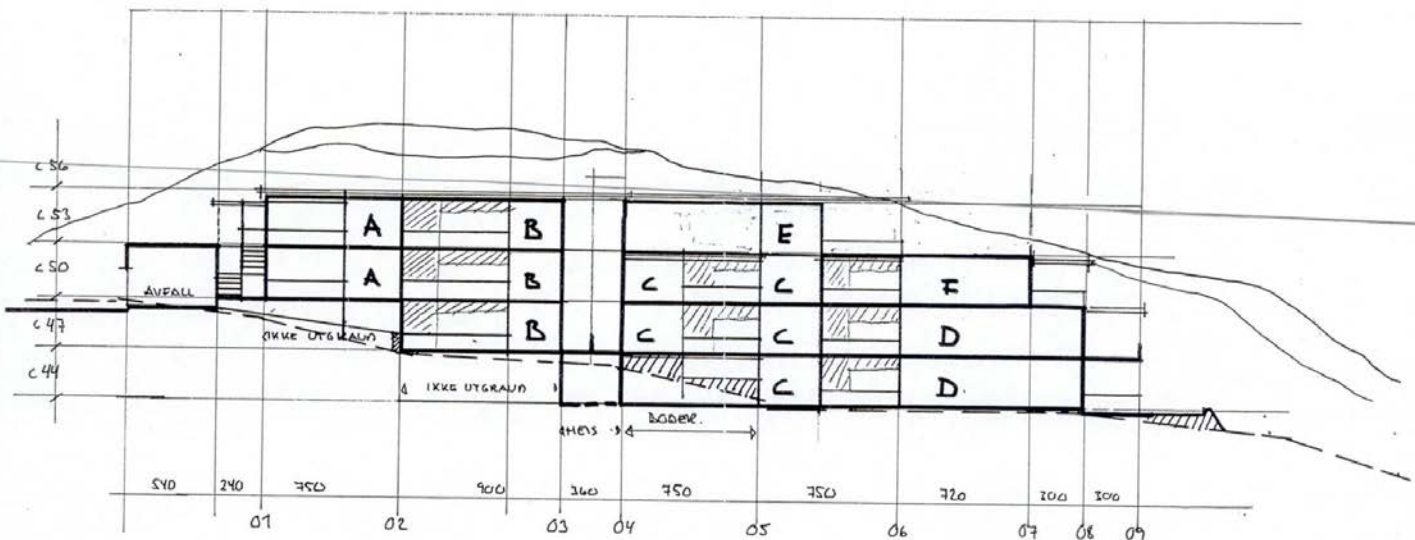 C 56
C 53
A B E
C 50
AVFALL A B C C F
C 47
IKKE UTGRAVD B C C D
C 44
IKKE UTGRAVD C D
HEIS BODER.
540 240 750 900 360 750 750 720 300 300
01 02 03 04 05 06 07 08 09